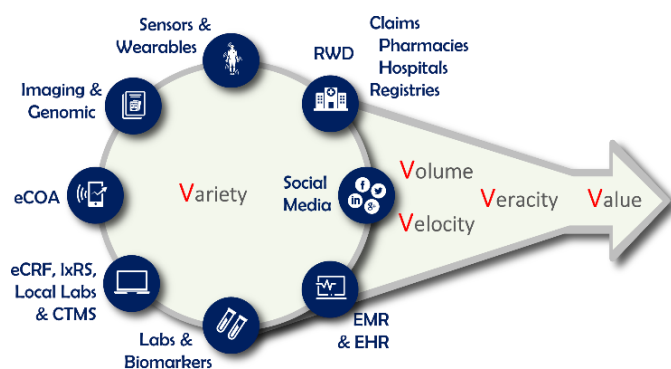 Sensors &
Wearables
RWD
Claims
Pharmacies
Hospitals
Registries
Imaging &
Genomic
eCOA
Variety
Social
Media
f
in
g+
Volume
Velocity
Veracity
Value
eCRF, IxRS,
Local Labs
& CTMS
Labs &
Biomarkers
EMR
& EHR